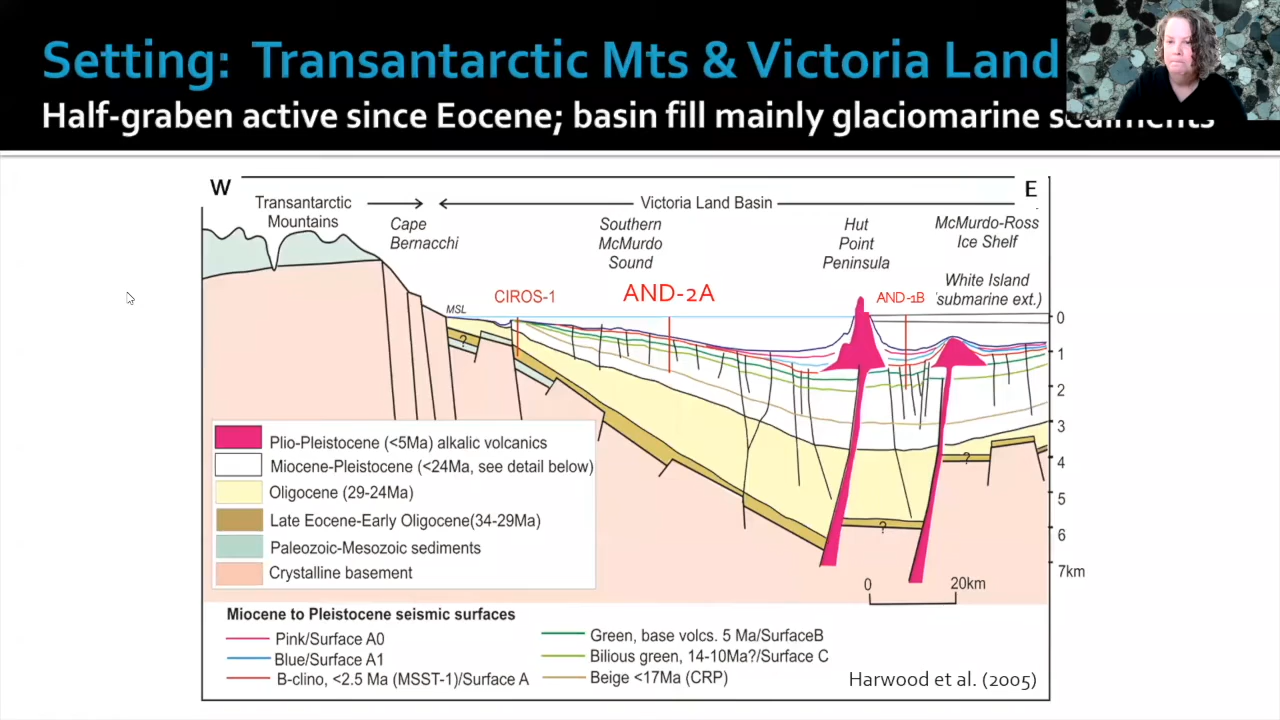 Setting: Transantarctic Mts & Victoria Land
Half-graben active since Eocene; basin fill mainly glaciomarine sediments
W
E
Transantarctic
Mountains
Victoria Land Basin
Cape
Bernacchi
Southern
McMurdo
Sound
Hut
Point
Peninsula
McMurdo-Ross
Ice Shelf
White Island
(submarine ext.)
MSL
CIROS-1
AND-2A
AND-1B
0
1
2
3
4
5
6
7km
?
?
?
0 20km
Plio-Pleistocene (<5Ma) alkalic volcanics
Miocene-Pleistocene (<24Ma, see detail below)
Oligocene (29-24Ma)
Late Eocene-Early Oligocene(34-29Ma)
Paleozoic-Mesozoic sediments
Crystalline basement
Miocene to Pleistocene seismic surfaces
Pink/Surface A0
Blue/Surface A1
B-clino, <2.5 Ma (MSST-1)/Surface A
Green, base volcs. 5 Ma/SurfaceB
Bilious green, 14-10Ma?/Surface C
Beige <17Ma (CRP)
Harwood et al. (2005)